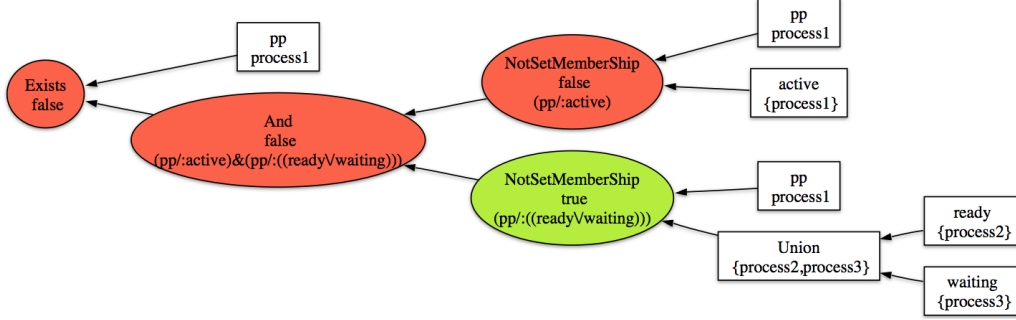 Exists
false
pp
process1
And
false
(pp/:active)&(pp/:((ready\/waiting)))
NotSetMemberShip
false
(pp/:active)
pp
process1
active
{process1}
NotSetMemberShip
true
(pp/:((ready\/waiting)))
pp
process1
Union
{process2,process3}
ready
{process2}
waiting
{process3}